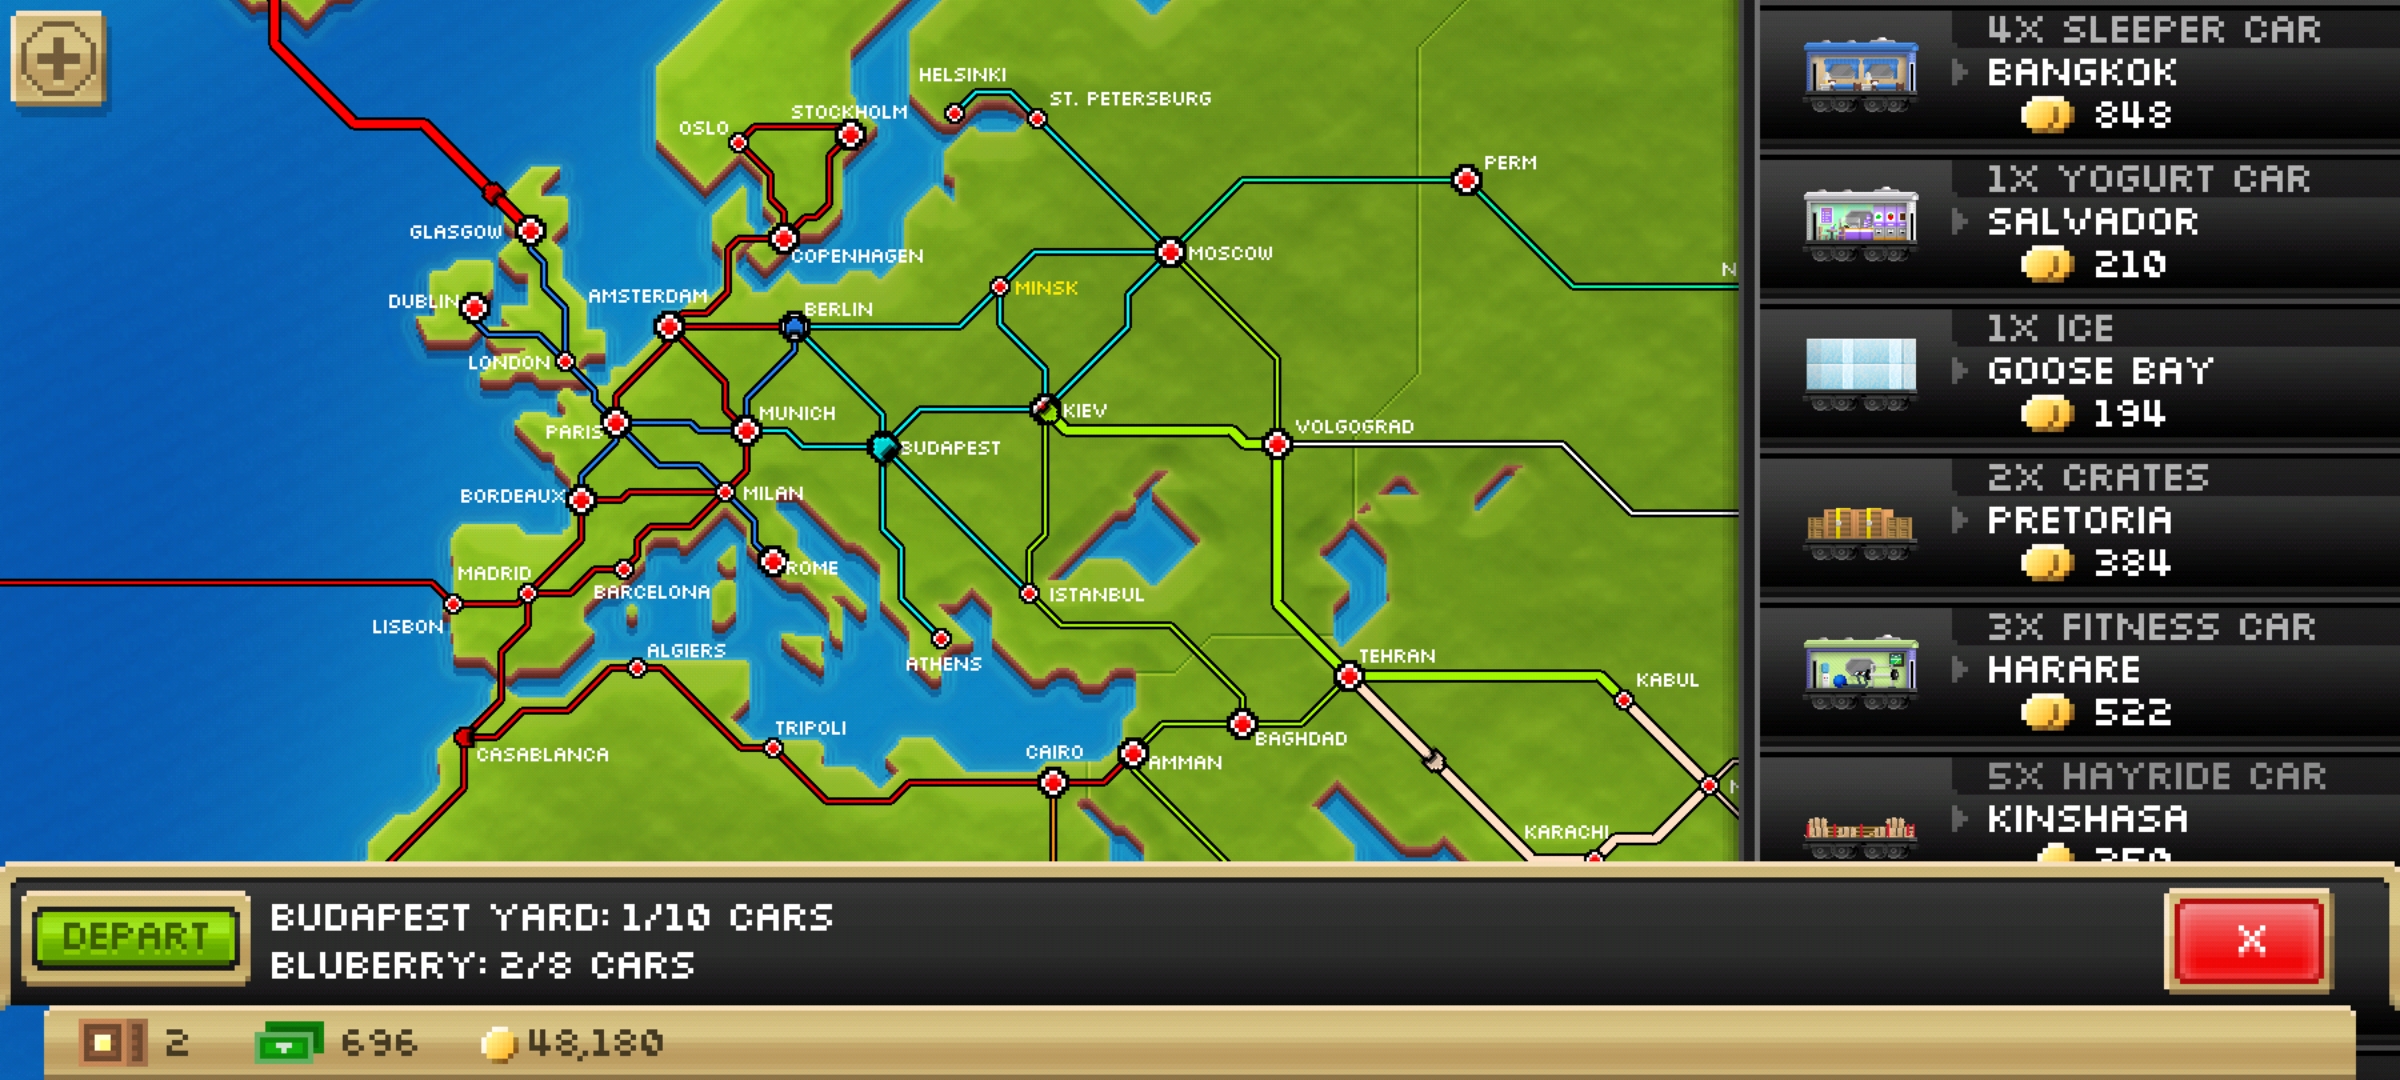 HELSINKI
ST. PETERSBURG
STOCKHOLM
OSLO
PERM
GLASGOW
COPENHAGEN
MOSCOW
N
MINSK
DUBLIN
AMSTERDAM
BERLIN
LONDON
MUNICH
KIEV
PARIS
VOLGOGRAD
BUDAPEST
BORDEAUX
MILAN
MADRID
ROME
BARCELONA
ISTANBUL
LISBON
ALGIERS
ATHENS
TEHRAN
KABUL
TRIPOLI
BAGHDAD
CASABLANCA
CAIRO
AMMAN
KARACHI
4X SLEEPER CAR
BANGKOK
848
1X YOGURT CAR
SALVADOR
210
1X ICE
GOOSE BAY
194
2X CRATES
PRETORIA
384
3X FITNESS CAR
HARARE
522
5X HAYRIDE CAR
KINSHASA
DEPART
BUDAPEST YARD: 1/10 CARS
BLUBERRY: 2/8 CARS
X
2
696
48,180